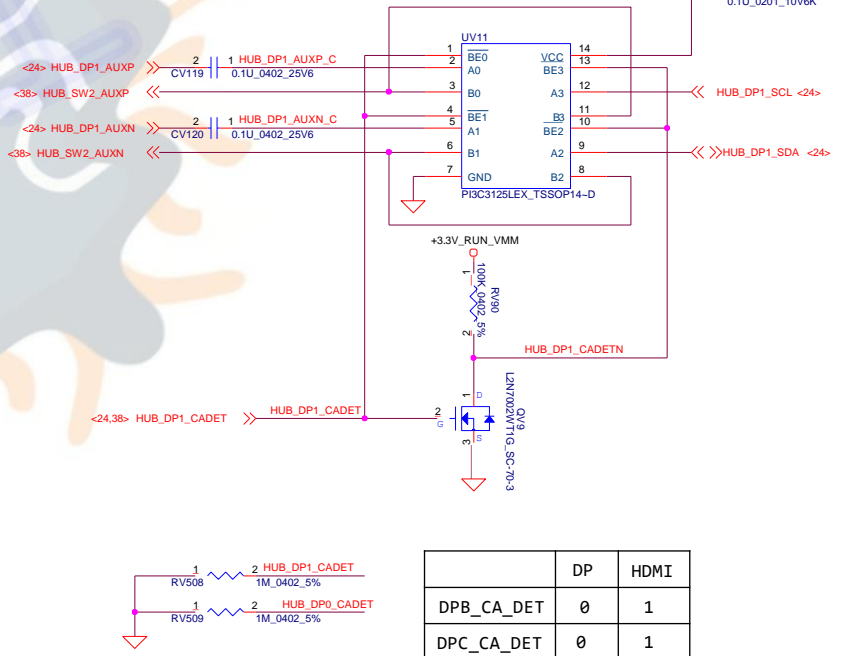 0.1U_0201_10V6K
UV11
1 BE0 VCC 14
<24> HUB_DP1_AUXP 2 1 HUB_DP1_AUXP_C 2 A0 BE3 13
CV119 0.1U_0402_25V6
<38> HUB_SW2_AUXP 3 B0 A3 12 HUB_DP1_SCL <24>
4 BE1 B3 11
<24> HUB_DP1_AUXN 2 1 HUB_DP1_AUXN_C 5 A1 BE2 10
CV120 0.1U_0402_25V6
<38> HUB_SW2_AUXN 6 B1 A2 9 HUB_DP1_SDA <24>
7 GND B2 8
PI3C3125LEX_TSSOP14~D
+3.3V_RUN_VMM
1
100K_0402_5%
RV90
2
HUB_DP1_CADETN
1 D
<24,38> HUB_DP1_CADET HUB_DP1_CADET 2 G
3 S
QV9
L2N7002WT1G_SC-70-3
1 2 HUB_DP1_CADET
RV508 1M_0402_5%
1 2 HUB_DP0_CADET
RV509 1M_0402_5%
DP HDMI
DPB_CA_DET 0 1
DPC_CA_DET 0 1